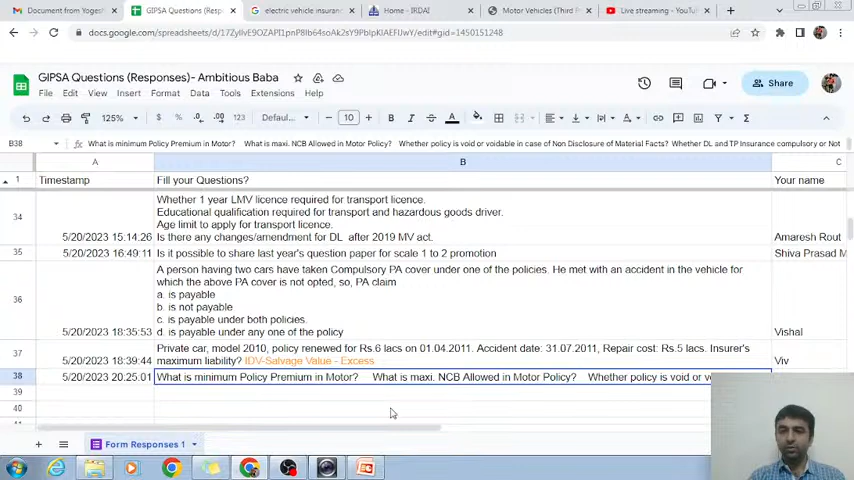 Document from Yogesh
GIPSA Questions (Respons
electric vehicle insuranc
Home - IRDAI
Motor Vehicles (Third P
Live streaming - YouTu
docs.google.com/spreadsheets/d/
/edit#gid=1450151248
GIPSA Questions (Responses)- Ambitious Baba
Share
File Edit View Insert Format Data Tools Extensions Help
125% $ % .0 .00 123 Defaul... 10 B I A
B38 What is minimum Policy Premium in Motor? What is maxi. NCB Allowed in Motor Policy? Whether policy is void or voidable in case of Non Disclosure of Material Facts? Whether DL and TP Insurance compulsory or Not
A B C
1 Timestamp Fill your Questions? Your name
Whether 1 year LMV licence required for transport licence.
34 Educational qualification required for transport and hazardous goods driver.
Age limit to apply for transport licence.
5/20/2023 15:14:26 Is there any changes/amendment for DL after 2019 MV act. Amaresh Rout
35 5/20/2023 16:49:11 Is it possible to share last year's question paper for scale 1 to 2 promotion Shiva Prasad M
A person having two cars have taken Compulsory PA cover under one of the policies. He met with an accident in the vehicle for
which the above PA cover is not opted, so, PA claim
36 a. is payable
b. is not payable
c. is payable under both policies.
5/20/2023 18:35:53 d. is payable under any one of the policy Vishal
37 Private car, model 2010, policy renewed for Rs.6 lacs on 01.04.2011. Accident date: 31.07.2011, Repair cost: Rs.5 lacs. Insurer's
5/20/2023 18:39:44 maximum liability? IDV-Salvage Value - Excess Viv
38 5/20/2023 20:25:01 What is minimum Policy Premium in Motor? What is maxi. NCB Allowed in Motor Policy? Whether policy is void or vo
39
40
Form Responses 1